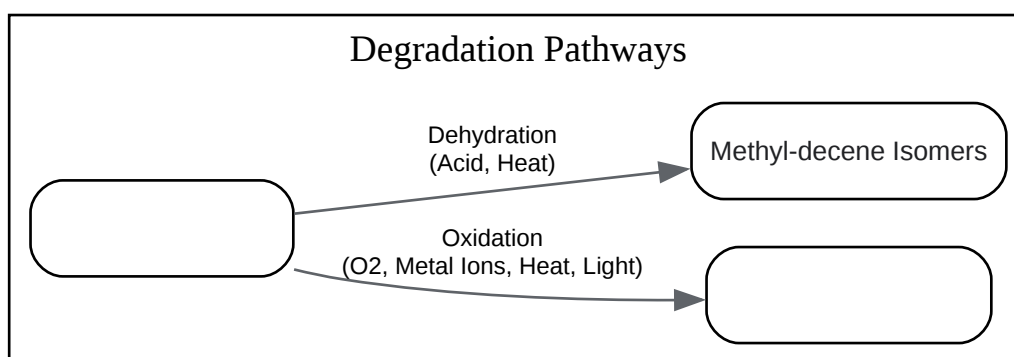 Degradation Pathways
Dehydration
(Acid, Heat)
Methyl-decene Isomers
Oxidation
(O2, Metal Ions, Heat, Light)